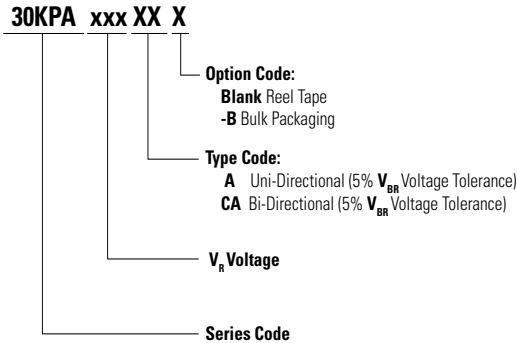 30KPA xxx XX X
Option Code:
Blank Reel Tape
-B Bulk Packaging
Type Code:
A Uni-Directional (5% VBR Voltage Tolerance)
CA Bi-Directional (5% VBR Voltage Tolerance)
VR Voltage
Series Code